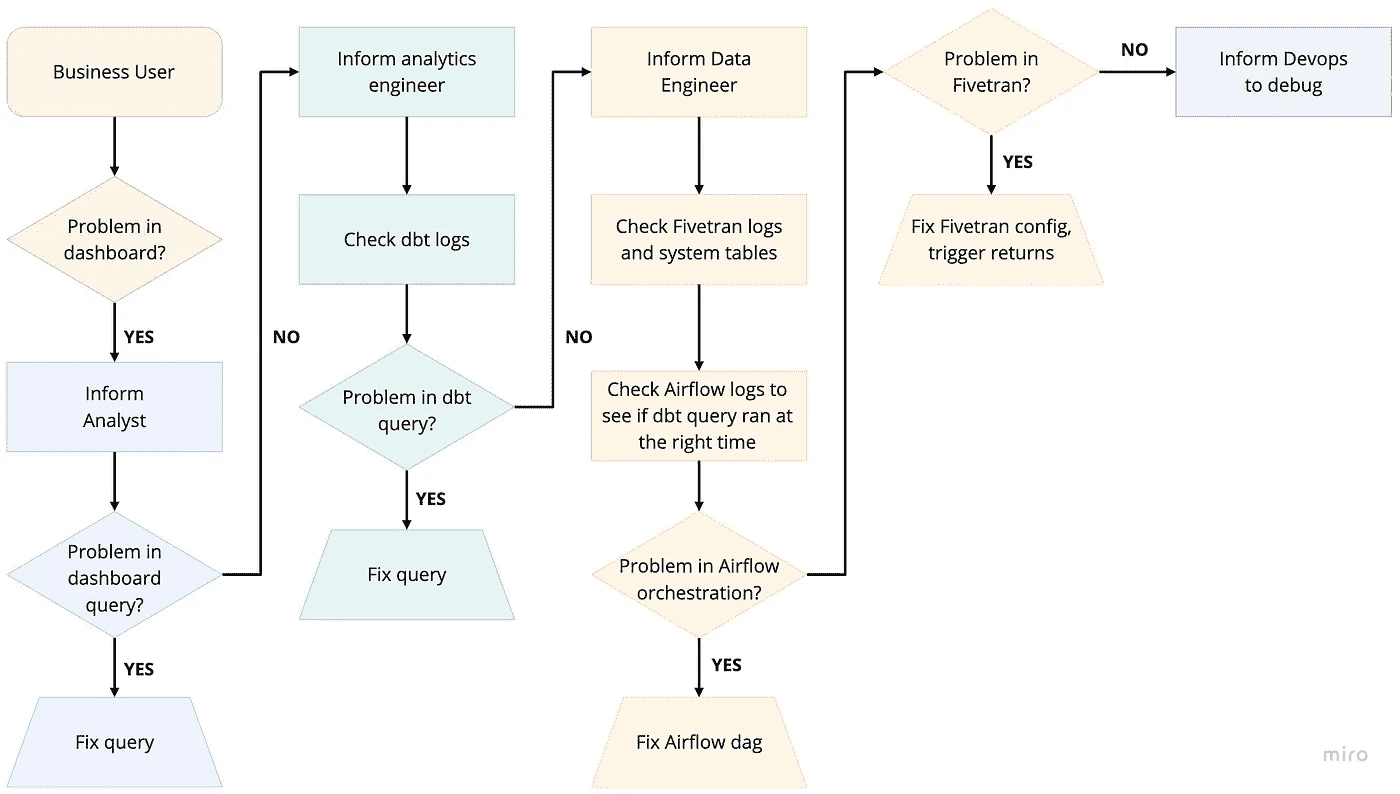 Business User
Problem in
dashboard?
YES
Inform
Analyst
Problem in
dashboard
query?
YES
Fix query
NO
Inform analytics
engineer
Check dbt logs
Problem in dbt
query?
YES
Fix query
NO
Inform Data
Engineer
Check Fivetran logs
and system tables
Check Airflow logs to
see if dbt query ran at
the right time
Problem in Airflow
orchestration?
YES
Fix Airflow dag
Problem in
Fivetran?
YES
Fix Fivetran config,
trigger returns
NO
Inform Devops
to debug
miro